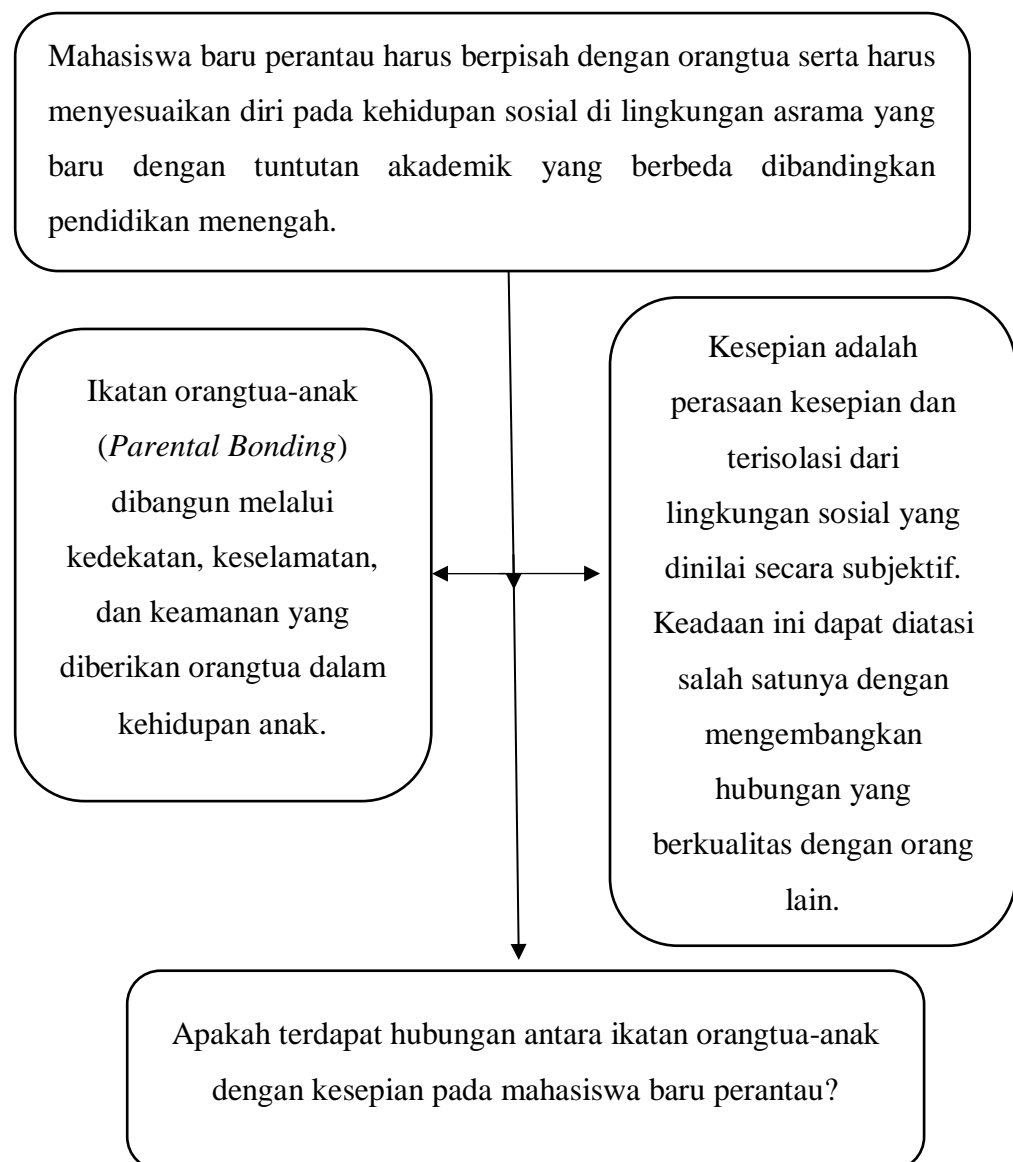 Mahasiswa baru perantau harus berpisah dengan orangtua serta harus
menyesuaikan diri pada kehidupan sosial di lingkungan asrama yang
baru dengan tuntutan akademik yang berbeda dibandingkan
pendidikan menengah.
Ikatan orangtua-anak
(Parental Bonding)
dibangun melalui
kedekatan, keselamatan,
dan keamanan yang
diberikan orangtua dalam
kehidupan anak.
Kesepian adalah
perasaan kesepian dan
terisolasi dari
lingkungan sosial yang
dinilai secara subjektif.
Keadaan ini dapat diatasi
salah satunya dengan
mengembangkan
hubungan yang
berkualitas dengan orang
lain.
Apakah terdapat hubungan antara ikatan orangtua-anak
dengan kesepian pada mahasiswa baru perantau?